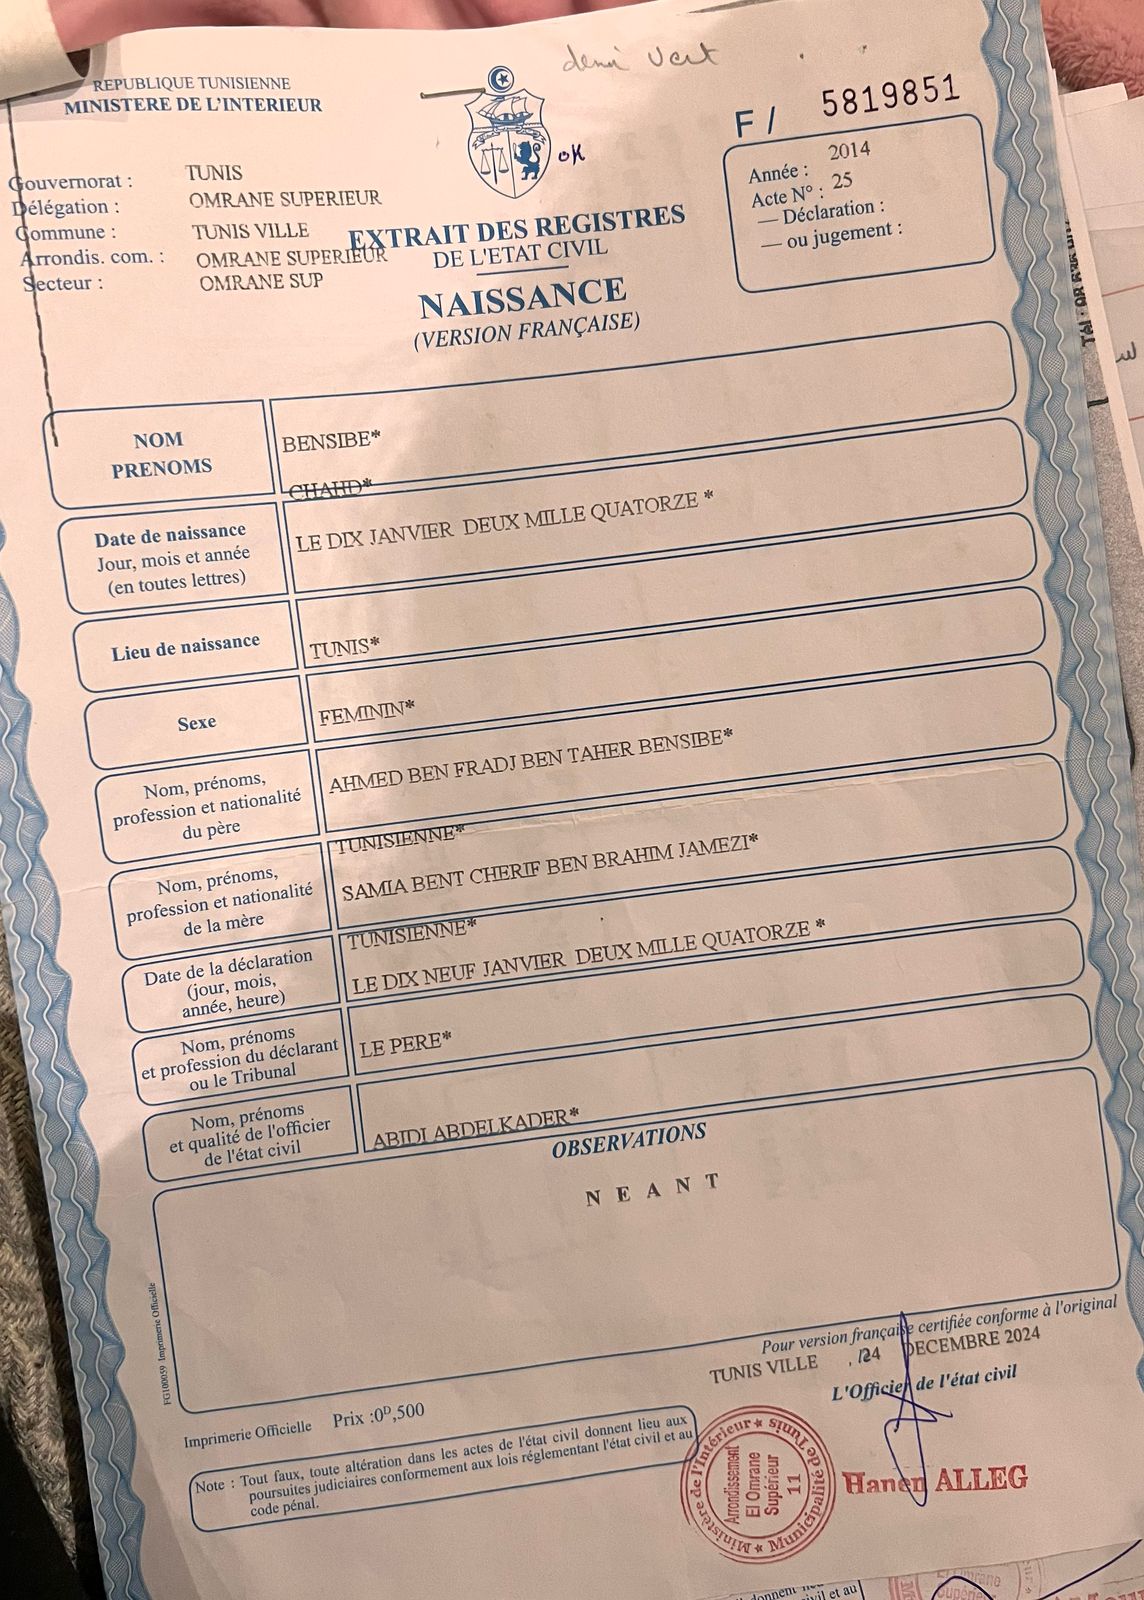 demi vert
REPUBLIQUE TUNISIENNE
MINISTERE DE L'INTERIEUR
F / 5819851
OK
Année : 2014
Acte N° : 25
— Déclaration :
— ou jugement :
Gouvernorat : TUNIS
Délégation : OMRANE SUPERIEUR
Commune : TUNIS VILLE
Arrondis. com. : OMRANE SUPERIEUR
Secteur : OMRANE SUP
EXTRAIT DES REGISTRES
DE L'ETAT CIVIL
NAISSANCE
(VERSION FRANÇAISE)
NOM
PRENOMS
BENSIBE*
CHAHD*
Date de naissance
Jour, mois et année
(en toutes lettres)
LE DIX JANVIER DEUX MILLE QUATORZE *
Lieu de naissance
TUNIS*
Sexe
FEMININ*
Nom, prénoms,
profession et nationalité
du père
AHMED BEN FRADJ BEN TAHER BENSIBE*
TUNISIENNE*
Nom, prénoms,
profession et nationalité
de la mère
SAMIA BENT CHERIF BEN BRAHIM JAMEZI*
TUNISIENNE*
Date de la déclaration
(jour, mois,
année, heure)
LE DIX NEUF JANVIER DEUX MILLE QUATORZE *
Nom, prénoms
et profession du déclarant
ou le Tribunal
LE PERE*
Nom, prénoms
et qualité de l'officier
de l'état civil
ABIDI ABDELKADER*
OBSERVATIONS
N E A N T
FG100059 Imprimerie Officielle
Pour version française certifiée conforme à l'original
TUNIS VILLE , 24 DECEMBRE 2024
L'Officier de l'état civil
Imprimerie Officielle Prix :0ᴰ,500
Note : Tout faux, toute altération dans les actes de l'état civil donnent lieu aux
poursuites judiciaires conformement aux lois réglementant l'état civil et au
code pénal.
Ministère de l'Intérieur ★ Municipalité de Tunis ★
Arrondissement
El Omrane
Supérieur
11
Hanen ALLEG
donnent lieu
l et au
El Omrane
Supérieur